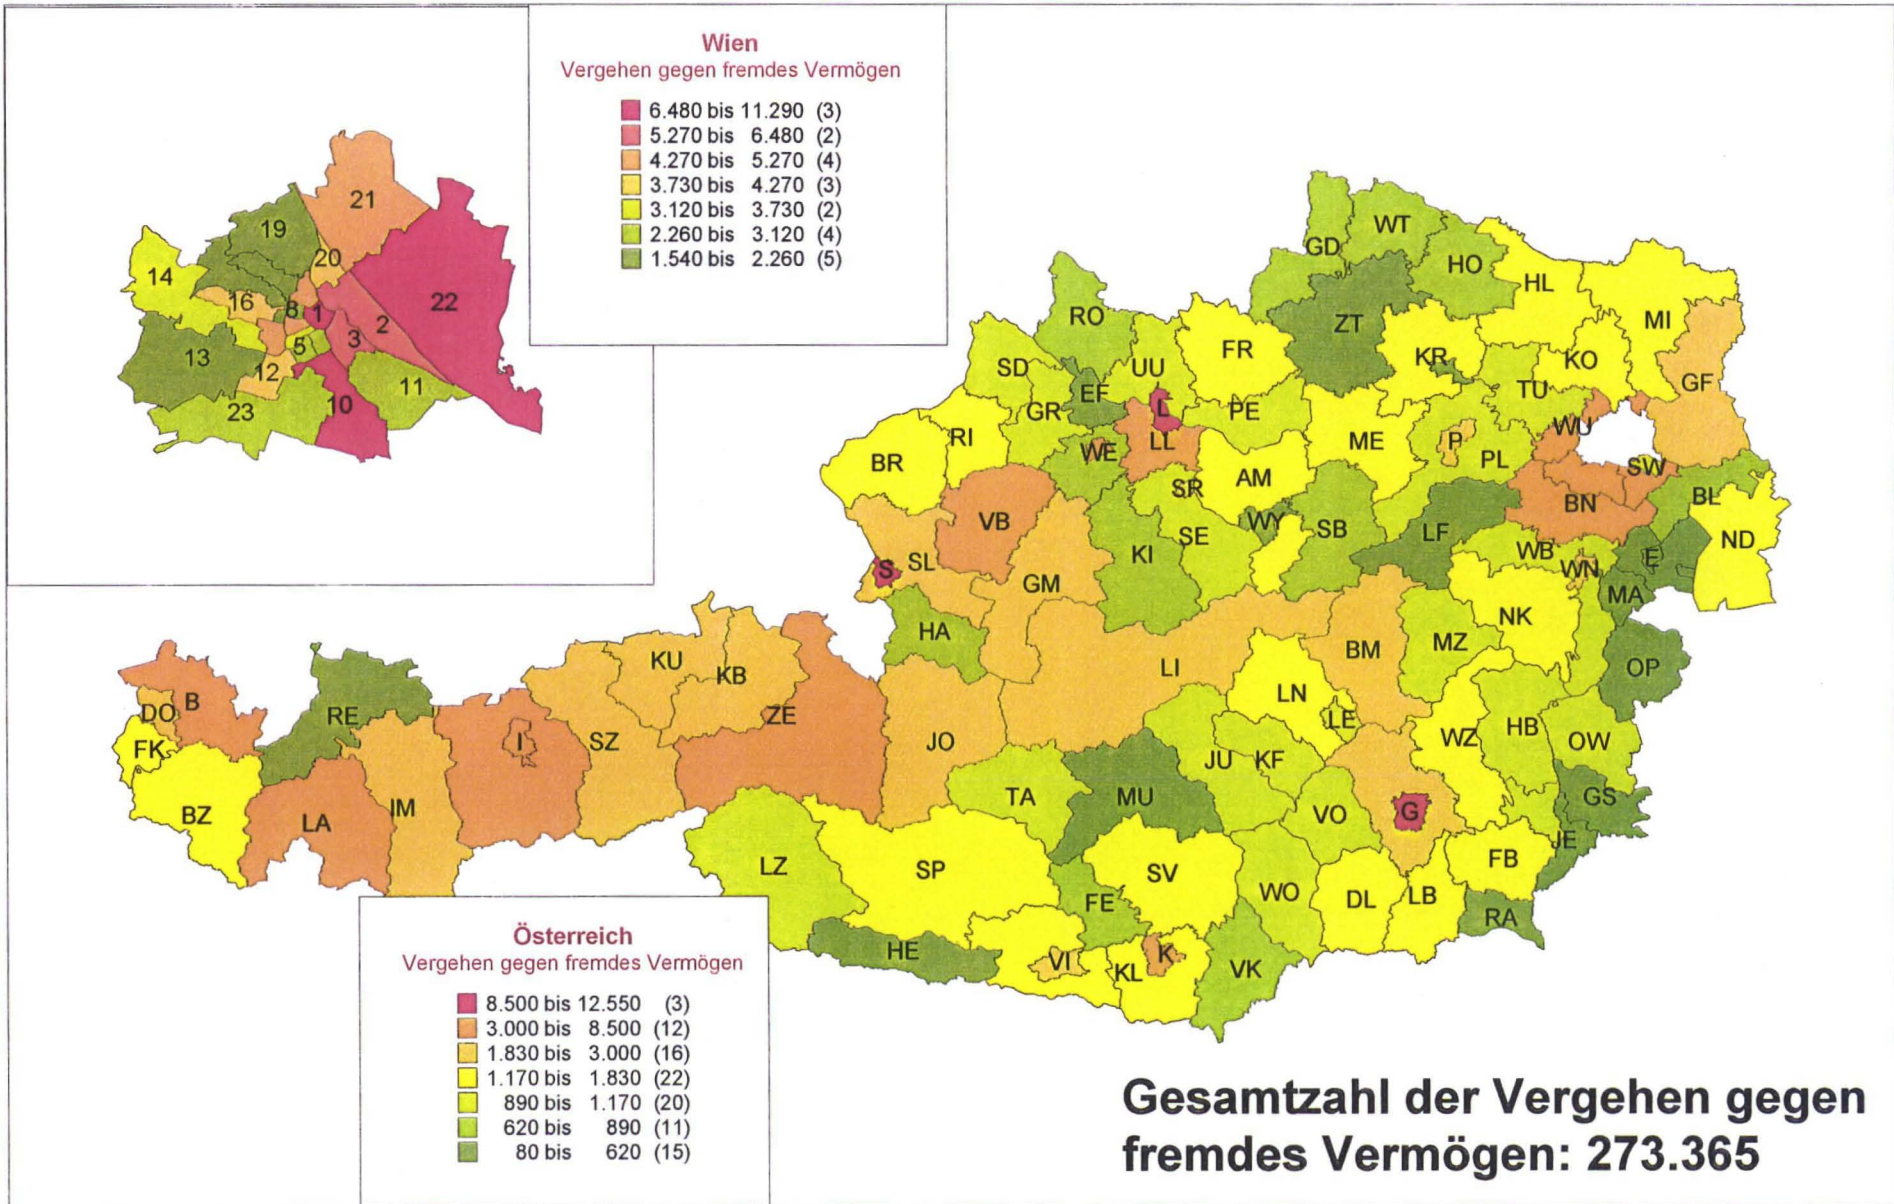 Wien
Vergehen gegen fremdes Vermögen
6.480 bis 11.290 (3)
5.270 bis 6.480 (2)
4.270 bis 5.270 (4)
3.730 bis 4.270 (3)
3.120 bis 3.730 (2)
2.260 bis 3.120 (4)
1.540 bis 2.260 (5)
21
19
20
14
22
16
8
1
2
3
5
13
12
11
10
23
WT
GD
HO
HL
RO
ZT
MI
FR
KR
KO
SD
UU
GF
EF
TU
GR
L
PE
WU
RI
LL
ME
P
WE
PL
BR
SW
AM
SR
BL
VB
WY
SB
BN
LF
SE
ND
KI
WB
SL
E
S
WN
GM
MA
NK
HA
MZ
BM
KU
LI
OP
KB
LN
B
DO
RE
ZE
LE
HB
I
SZ
JO
WZ
OW
FK
JU
KF
TA
MU
GS
IM
BZ
LA
G
VO
JE
FB
LZ
SP
SV
WO
LB
DL
FE
RA
HE
K
VI
KL
VK
Österreich
Vergehen gegen fremdes Vermögen
8.500 bis 12.550 (3)
3.000 bis 8.500 (12)
1.830 bis 3.000 (16)
1.170 bis 1.830 (22)
890 bis 1.170 (20)
620 bis 890 (11)
80 bis 620 (15)
Gesamtzahl der Vergehen gegen
fremdes Vermögen: 273.365